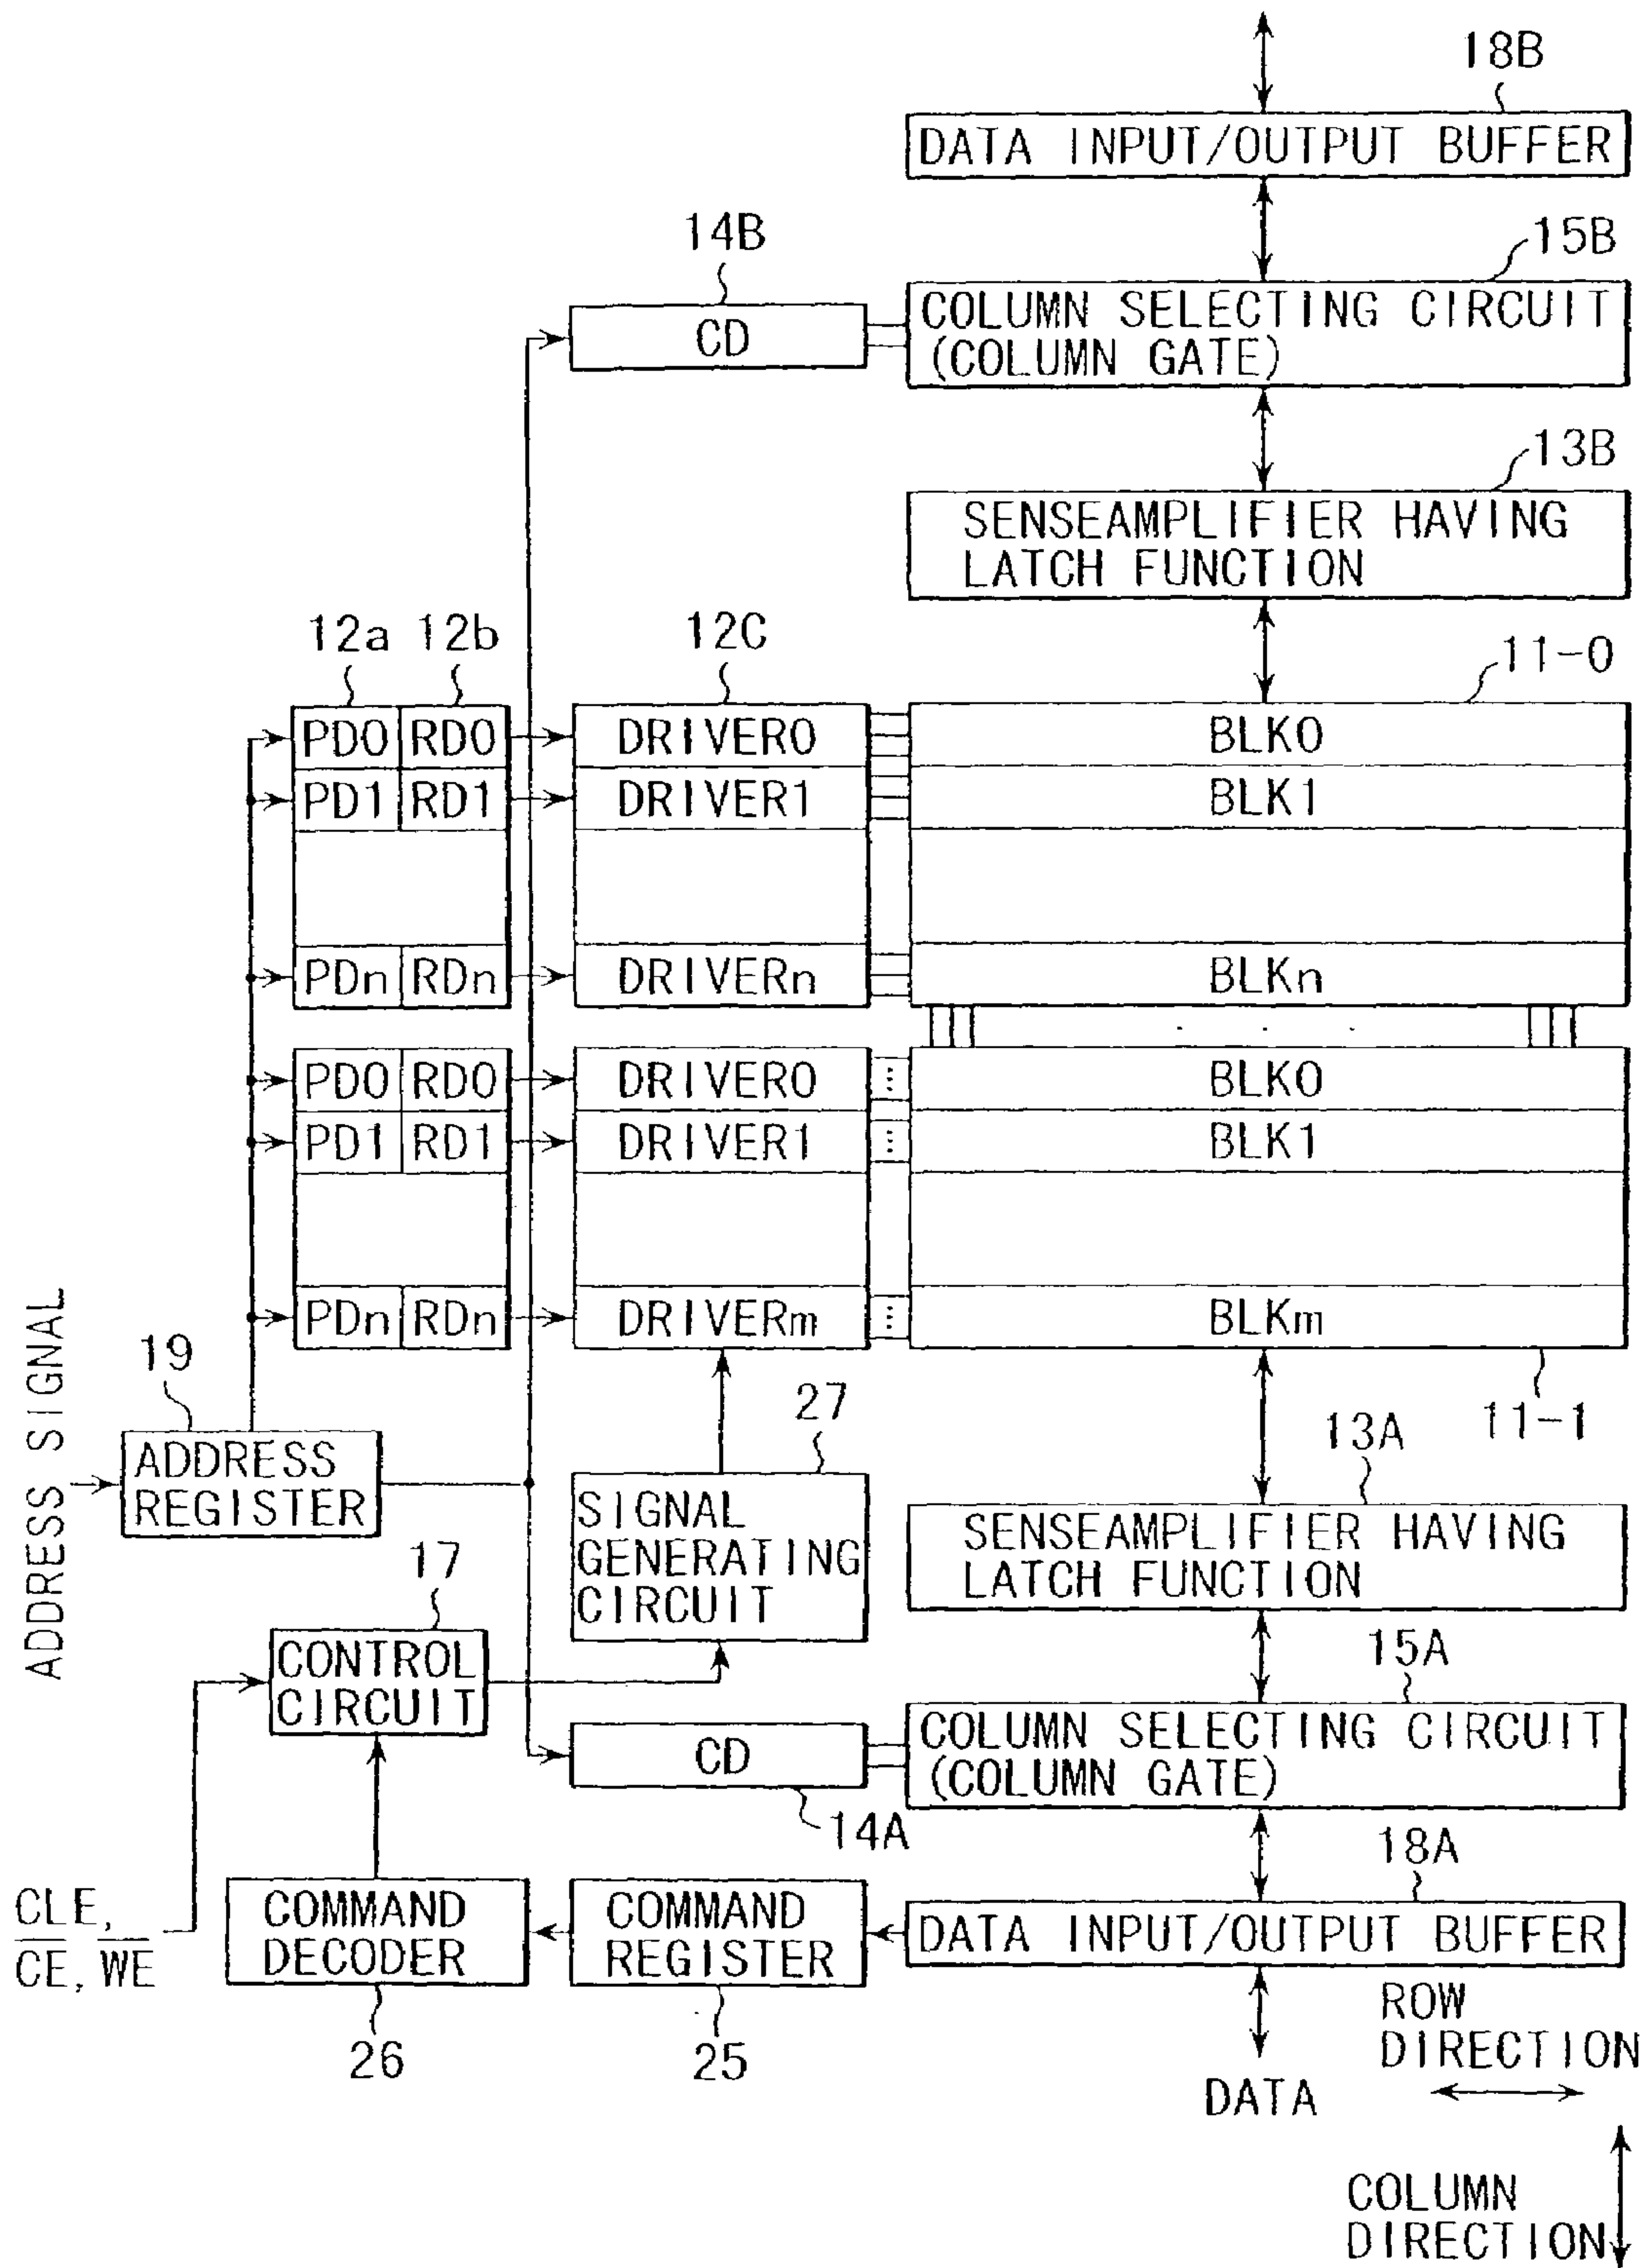 18B
DATA INPUT/OUTPUT BUFFER
14B
15B
CD
COLUMN SELECTING CIRCUIT
(COLUMN GATE)
13B
SENSEAMPLIFIER HAVING
LATCH FUNCTION
12a 12b 12C 11-0
PD0 RD0 DRIVER0 BLK0
PD1 RD1 DRIVER1 BLK1
PDn RDn DRIVERn BLKn
. . .
PD0 RD0 DRIVER0 ... BLK0
PD1 RD1 DRIVER1 ... BLK1
PDn RDn DRIVERm ... BLKm
ADDRESS SIGNAL
19
27
13A
11-1
ADDRESS
REGISTER
SIGNAL
GENERATING
CIRCUIT
SENSEAMPLIFIER HAVING
LATCH FUNCTION
17
CONTROL
CIRCUIT
15A
CD
COLUMN SELECTING CIRCUIT
(COLUMN GATE)
14A
18A
CLE,
C̅E̅, W̅E̅
COMMAND
DECODER
COMMAND
REGISTER
DATA INPUT/OUTPUT BUFFER
26
25
DATA
ROW
DIRECTION
COLUMN
DIRECTION